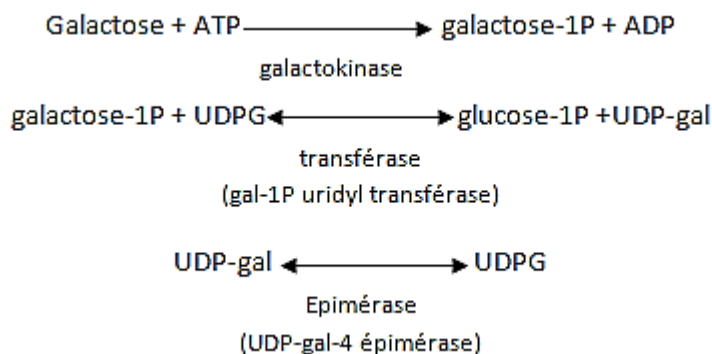 Galactose + ATP galactose-1P + ADP
galactokinase
galactose-1P + UDPG glucose-1P +UDP-gal
transférase
(gal-1P uridyl transférase)
UDP-gal UDPG
Epimérase
(UDP-gal-4 épimérase)